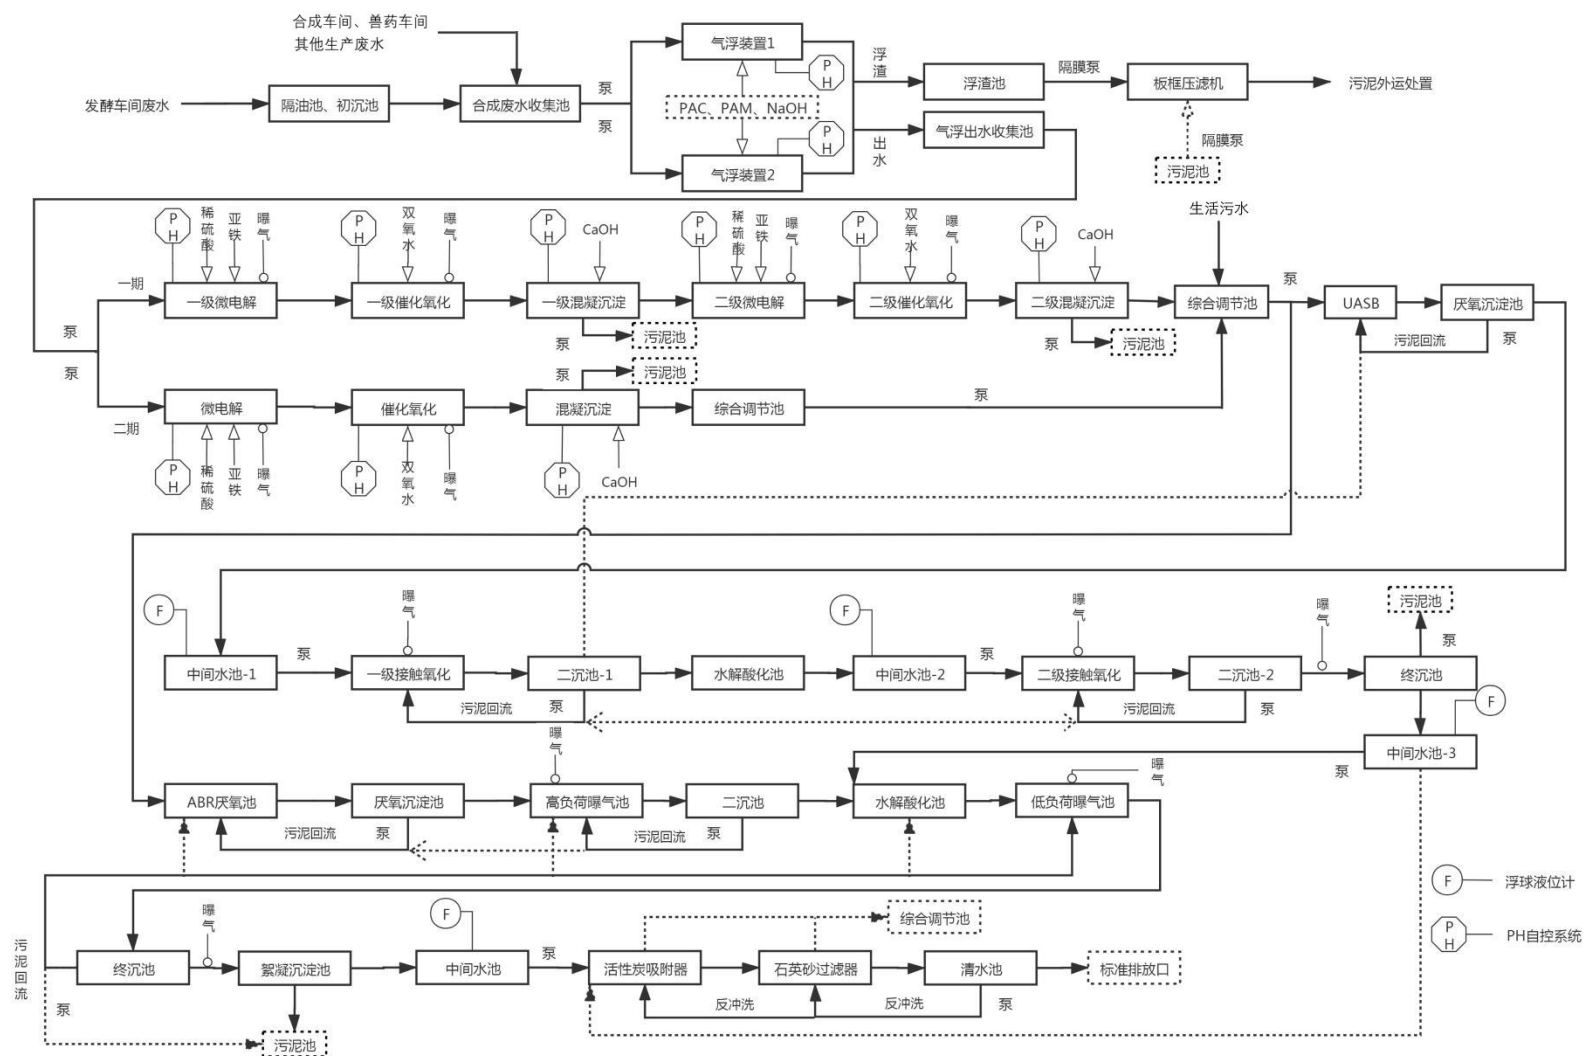 合成车间、兽药车间
其他生产废水
发酵车间废水
隔油池、初沉池
合成废水收集池
泵
泵
气浮装置1
PH
PAC、PAM、NaOH
PH
气浮装置2
浮渣
出水
浮渣池
隔膜泵
板框压滤机
污泥外运处置
气浮出水收集池
隔膜泵
污泥池
PH
稀硫酸
亚铁
曝气
PH
双氧水
曝气
PH
CaOH
PH
稀硫酸
亚铁
曝气
PH
双氧水
曝气
PH
CaOH
生活污水
一期
一级微电解
一级催化氧化
一级混凝沉淀
二级微电解
二级催化氧化
二级混凝沉淀
综合调节池
泵
UASB
厌氧沉淀池
泵
泵
泵
污泥池
泵
污泥池
污泥回流
泵
泵
污泥池
微电解
催化氧化
混凝沉淀
综合调节池
泵
二期
PH
稀硫酸
亚铁
曝气
PH
双氧水
曝气
PH
CaOH
F
曝气
F
曝气
曝气
污泥池
泵
中间水池-1
泵
一级接触氧化
二沉池-1
水解酸化池
中间水池-2
泵
二级接触氧化
二沉池-2
终沉池
污泥回流
泵
污泥回流
泵
F
中间水池-3
泵
曝气
曝气
ABR厌氧池
厌氧沉淀池
高负荷曝气池
二沉池
水解酸化池
低负荷曝气池
污泥回流
泵
污泥回流
泵
F
浮球液位计
PH
PH自控系统
污泥回流
泵
曝气
F
综合调节池
终沉池
絮凝沉淀池
中间水池
泵
活性炭吸附器
石英砂过滤器
清水池
标准排放口
反冲洗
反冲洗
泵
污泥池